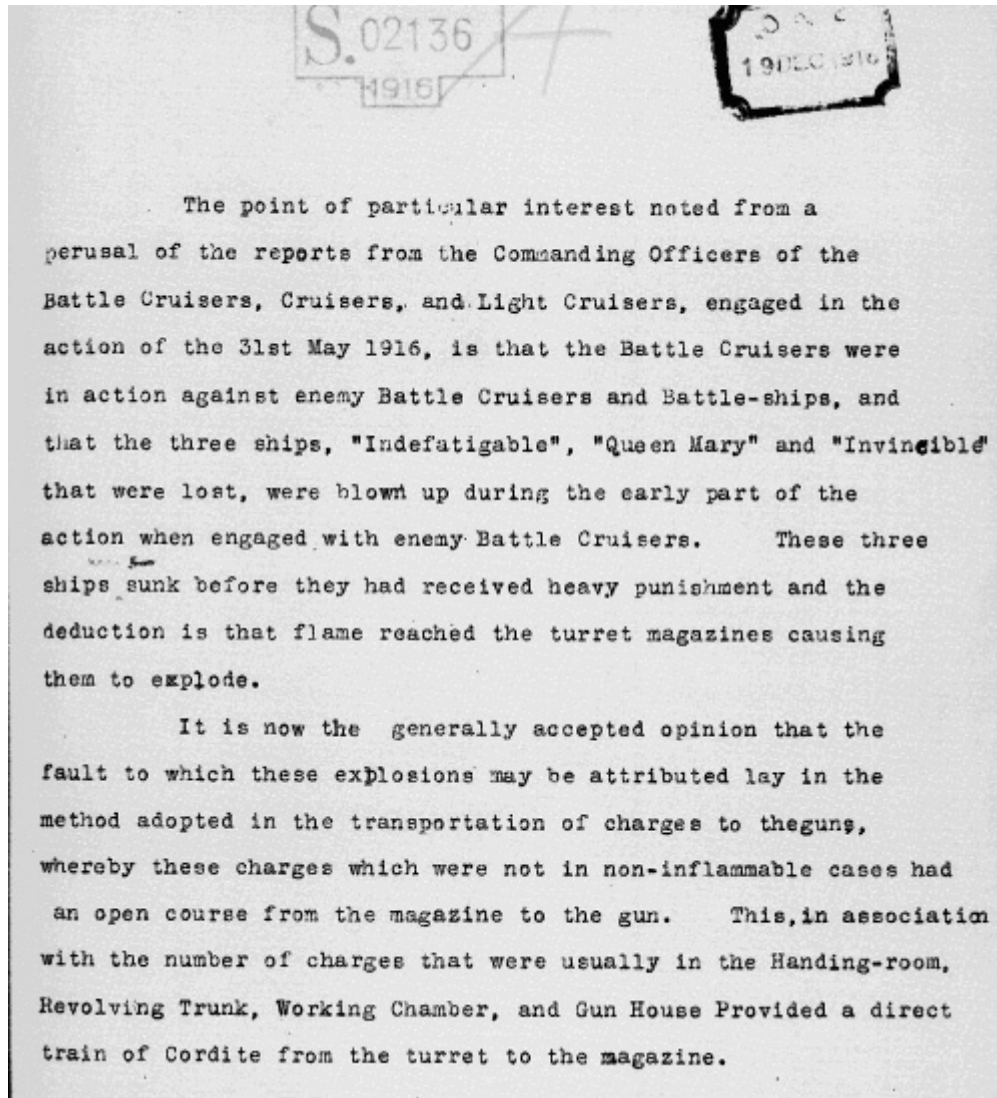 S. 02136
1916
19 DEC 1916
The point of particular interest noted from a
perusal of the reports from the Commanding Officers of the
Battle Cruisers, Cruisers, and Light Cruisers, engaged in the
action of the 31st May 1916, is that the Battle Cruisers were
in action against enemy Battle Cruisers and Battle-ships, and
that the three ships, "Indefatigable", "Queen Mary" and "Invincible"
that were lost, were blown up during the early part of the
action when engaged with enemy Battle Cruisers. These three
ships sunk before they had received heavy punishment and the
deduction is that flame reached the turret magazines causing
them to explode.
It is now the generally accepted opinion that the
fault to which these explosions may be attributed lay in the
method adopted in the transportation of charges to theguns,
whereby these charges which were not in non-inflammable cases had
an open course from the magazine to the gun. This, in association
with the number of charges that were usually in the Handing-room,
Revolving Trunk, Working Chamber, and Gun House Provided a direct
train of Cordite from the turret to the magazine.